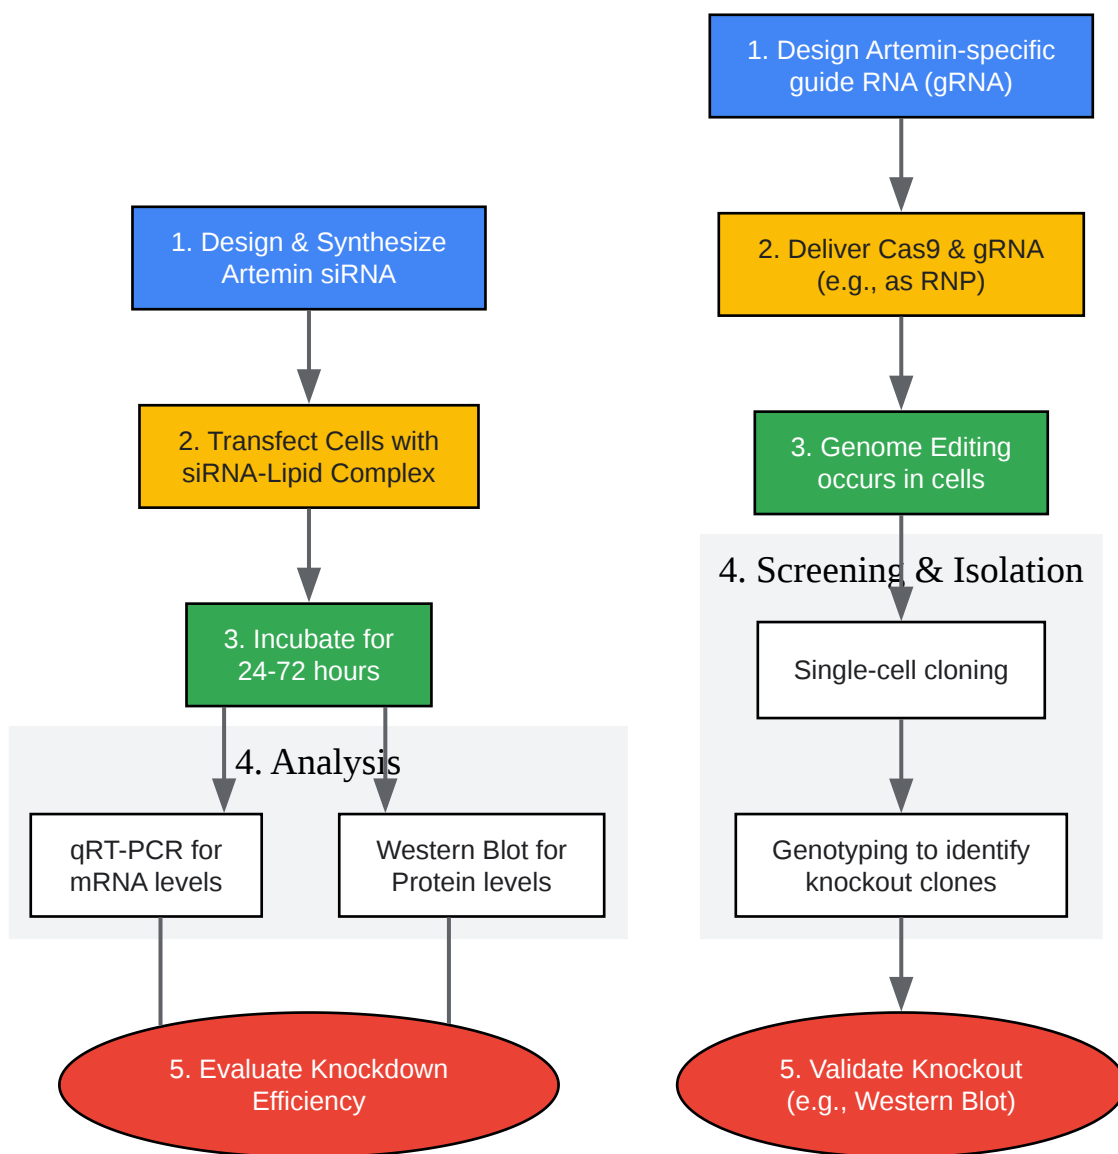 1. Design & Synthesize
Artemin siRNA
2. Transfect Cells with
siRNA-Lipid Complex
3. Incubate for
24-72 hours
4. Analysis
qRT-PCR for
mRNA levels
Western Blot for
Protein levels
5. Evaluate Knockdown
Efficiency
1. Design Artemin-specific
guide RNA (gRNA)
2. Deliver Cas9 & gRNA
(e.g., as RNP)
3. Genome Editing
occurs in cells
4. Screening & Isolation
Single-cell cloning
Genotyping to identify
knockout clones
5. Validate Knockout
(e.g., Western Blot)